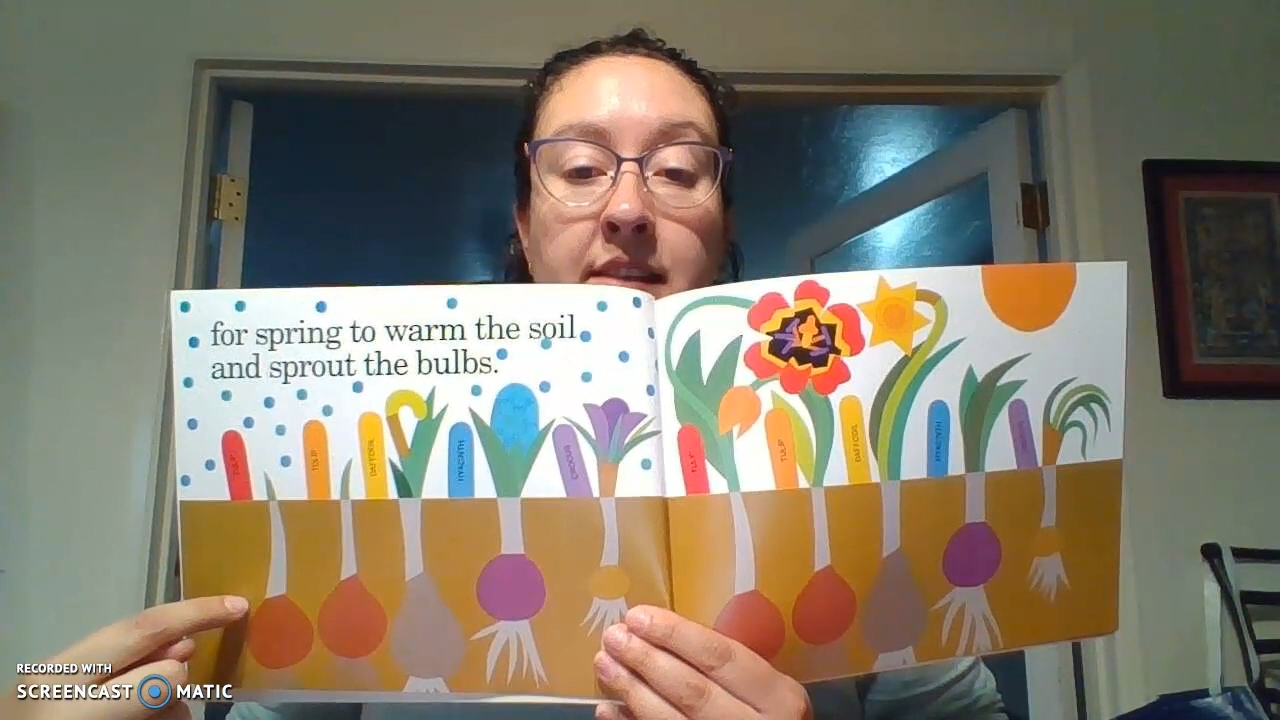 for spring to warm the soil
and sprout the bulbs.
TULIP
TULIP
DAFFODIL
HYACINTH
CROCUS
TULIP
TULIP
DAFFODIL
HYACINTH
RECORDED WITH
SCREENCAST MATIC